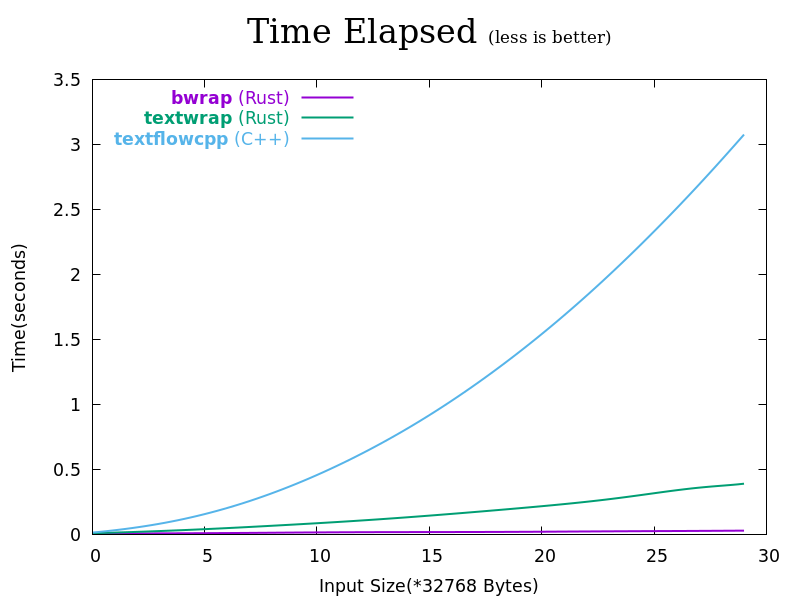 Time Elapsed (less is better)
3.5
bwrap (Rust)
textwrap (Rust)
textflowcpp (C++)
3
2.5
2
Time(seconds)
1.5
1
0.5
0
0 5 10 15 20 25 30
Input Size(*32768 Bytes)